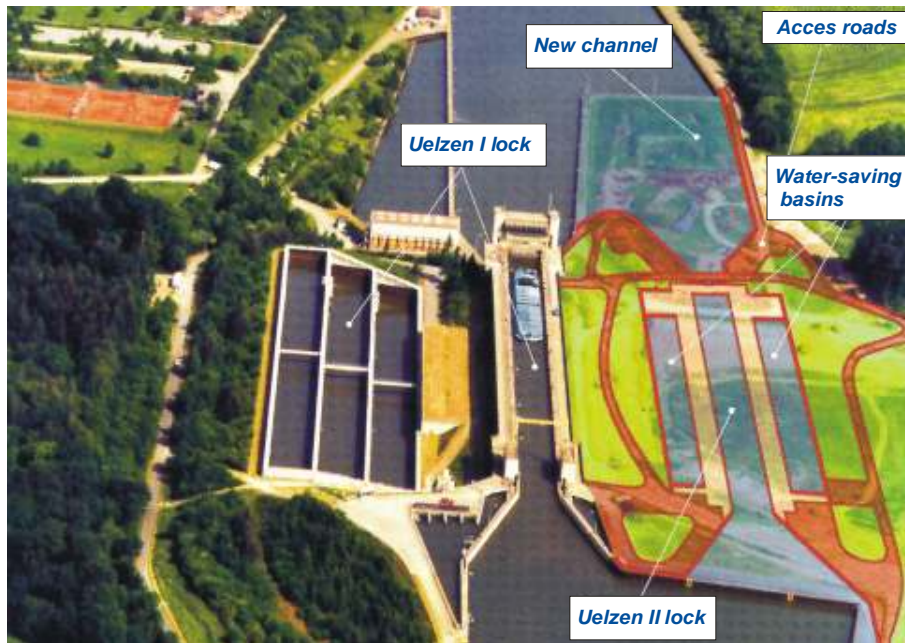 Acces roads
New channel
Uelzen I lock
Water-saving
basins
Uelzen II lock